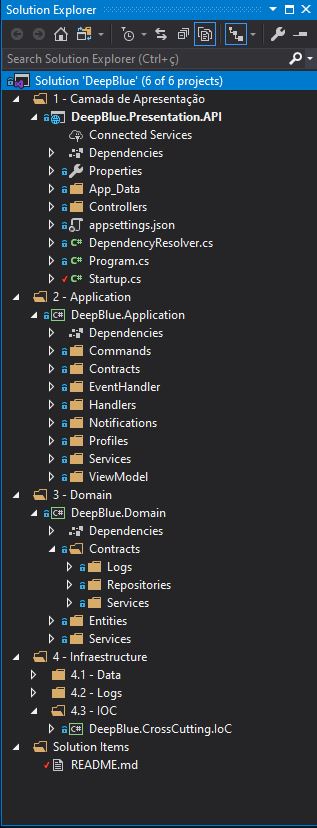 Solution Explorer
Search Solution Explorer (Ctrl+ç)
Solution 'DeepBlue' (6 of 6 projects)
1 - Camada de Apresentação
DeepBlue.Presentation.API
Connected Services
Dependencies
Properties
App_Data
Controllers
appsettings.json
DependencyResolver.cs
C# Program.cs
C# Startup.cs
2 - Application
C# DeepBlue.Application
Dependencies
Commands
Contracts
EventHandler
Handlers
Notifications
Profiles
Services
ViewModel
3 - Domain
C# DeepBlue.Domain
Dependencies
Contracts
Logs
Repositories
Services
Entities
Services
4 - Infraestructure
4.1 - Data
4.2 - Logs
4.3 - IOC
C# DeepBlue.CrossCutting.IoC
Solution Items
README.md